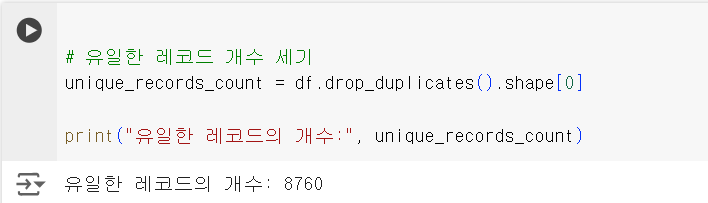 # 유일한 레코드 개수 세기
unique_records_count = df.drop_duplicates().shape[0]
print("유일한 레코드의 개수:", unique_records_count)
유일한 레코드의 개수: 8760